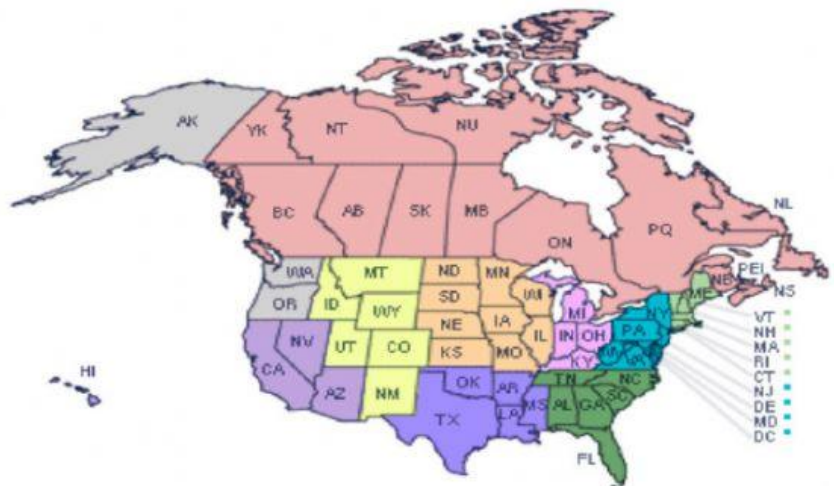 AK
YK
NT
NU
BC
AB
SK
MB
ON
PQ
NL
PEI
NB
NS
WA
MT
ND
MN
ME
OR
ID
SD
WI
MI
NY
WY
NE
IA
PA
NV
UT
CO
KS
MO
IL
IN
OH
KY
CA
AZ
NM
OK
AR
TN
NC
SC
TX
LA
MS
AL
GA
FL
HI
VT
NH
MA
RI
CT
NJ
DE
MD
DC